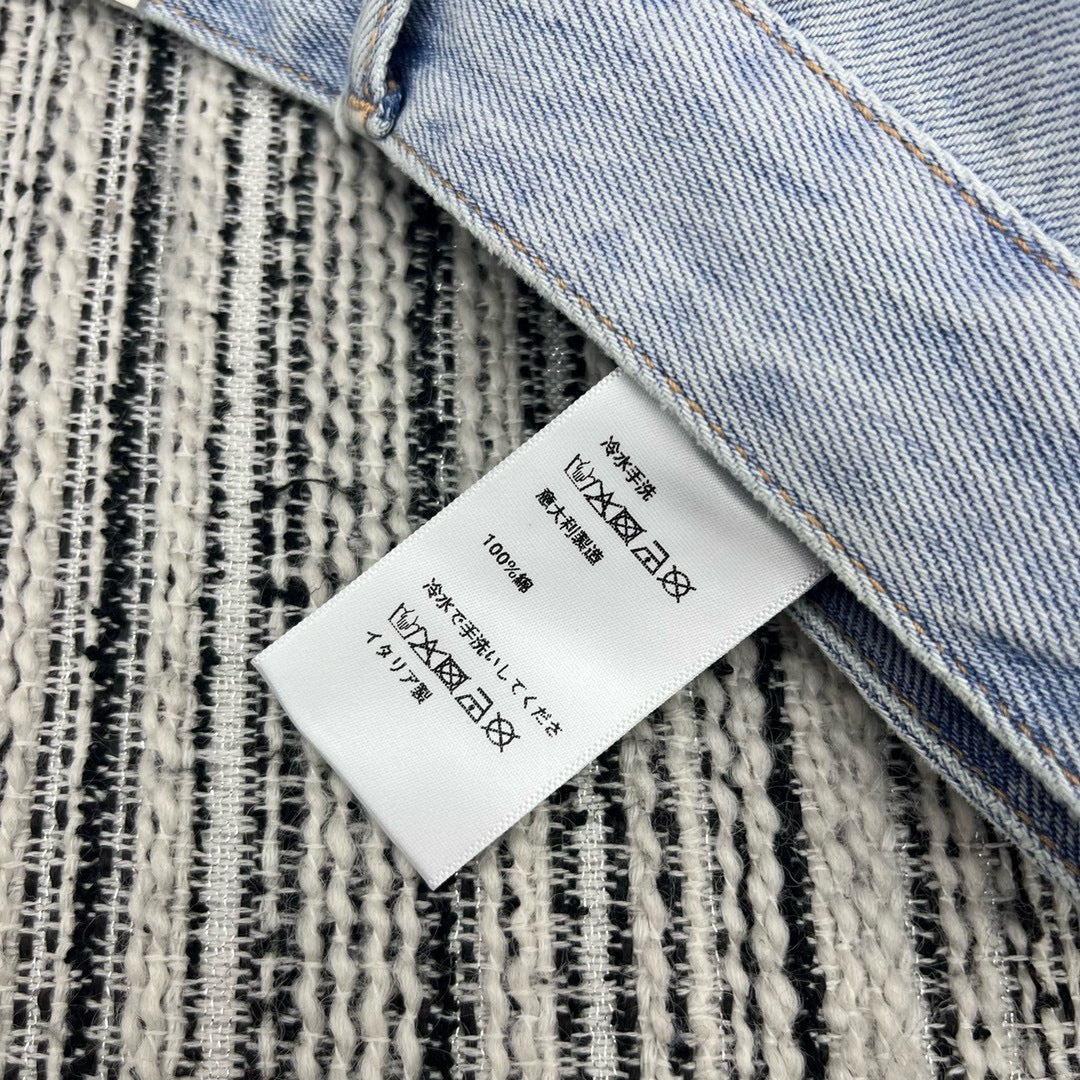 冷水手洗
意大利製造
100%綿
冷水で手洗いしてくださ
イタリア製